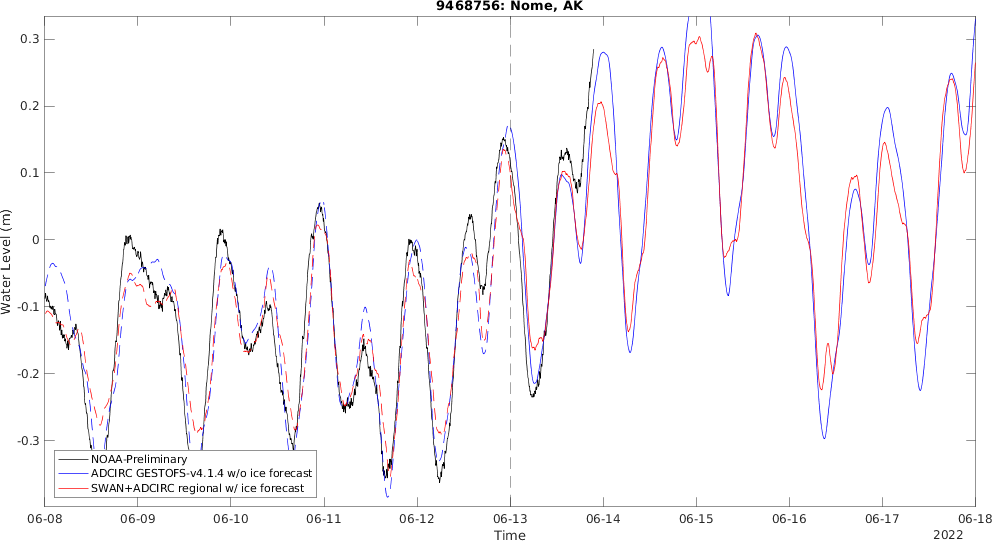 9468756: Nome, AK
0.3
0.2
0.1
0
-0.1
-0.2
-0.3
Water Level (m)
NOAA-Preliminary
ADCIRC GESTOFS-v4.1.4 w/o ice forecast
SWAN+ADCIRC regional w/ ice forecast
06-08 06-09 06-10 06-11 06-12 06-13 06-14 06-15 06-16 06-17 06-18
Time
2022